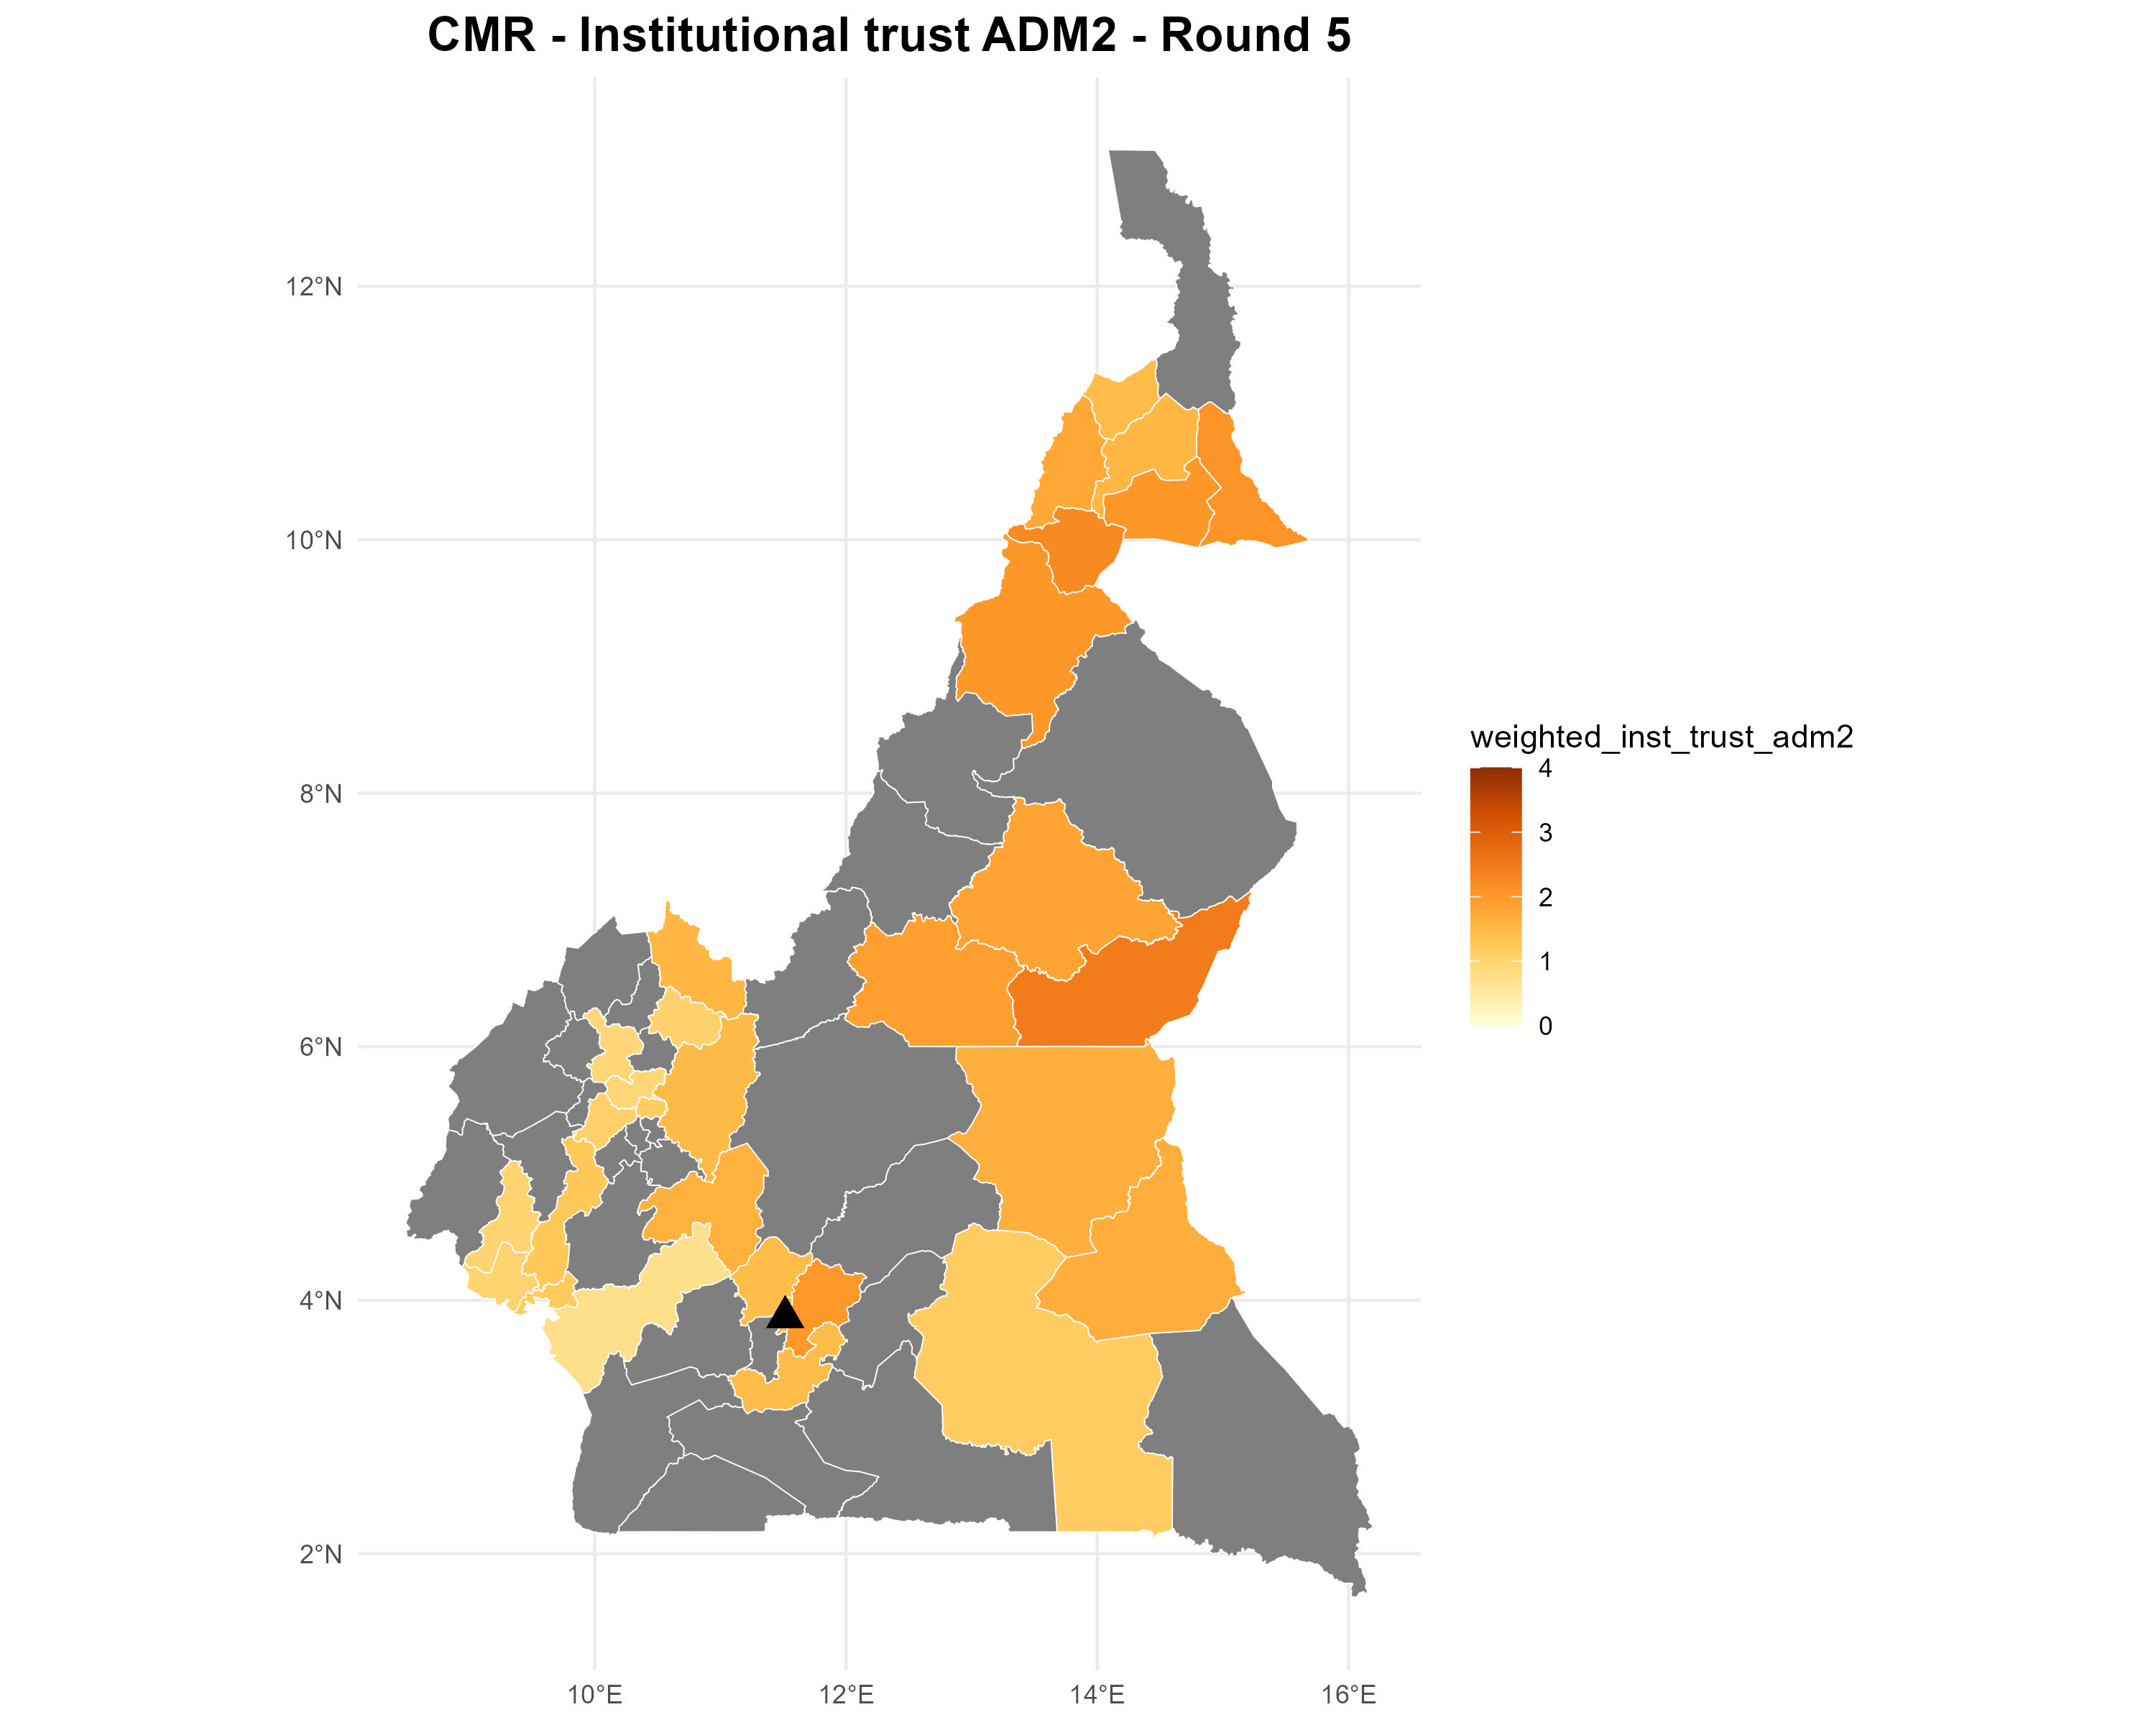 CMR - Institutional trust ADM2 - Round 5
12°N
10°N
8°N
6°N
4°N
2°N
10°E
12°E
14°E
16°E
weighted_inst_trust_adm2
4
3
2
1
0